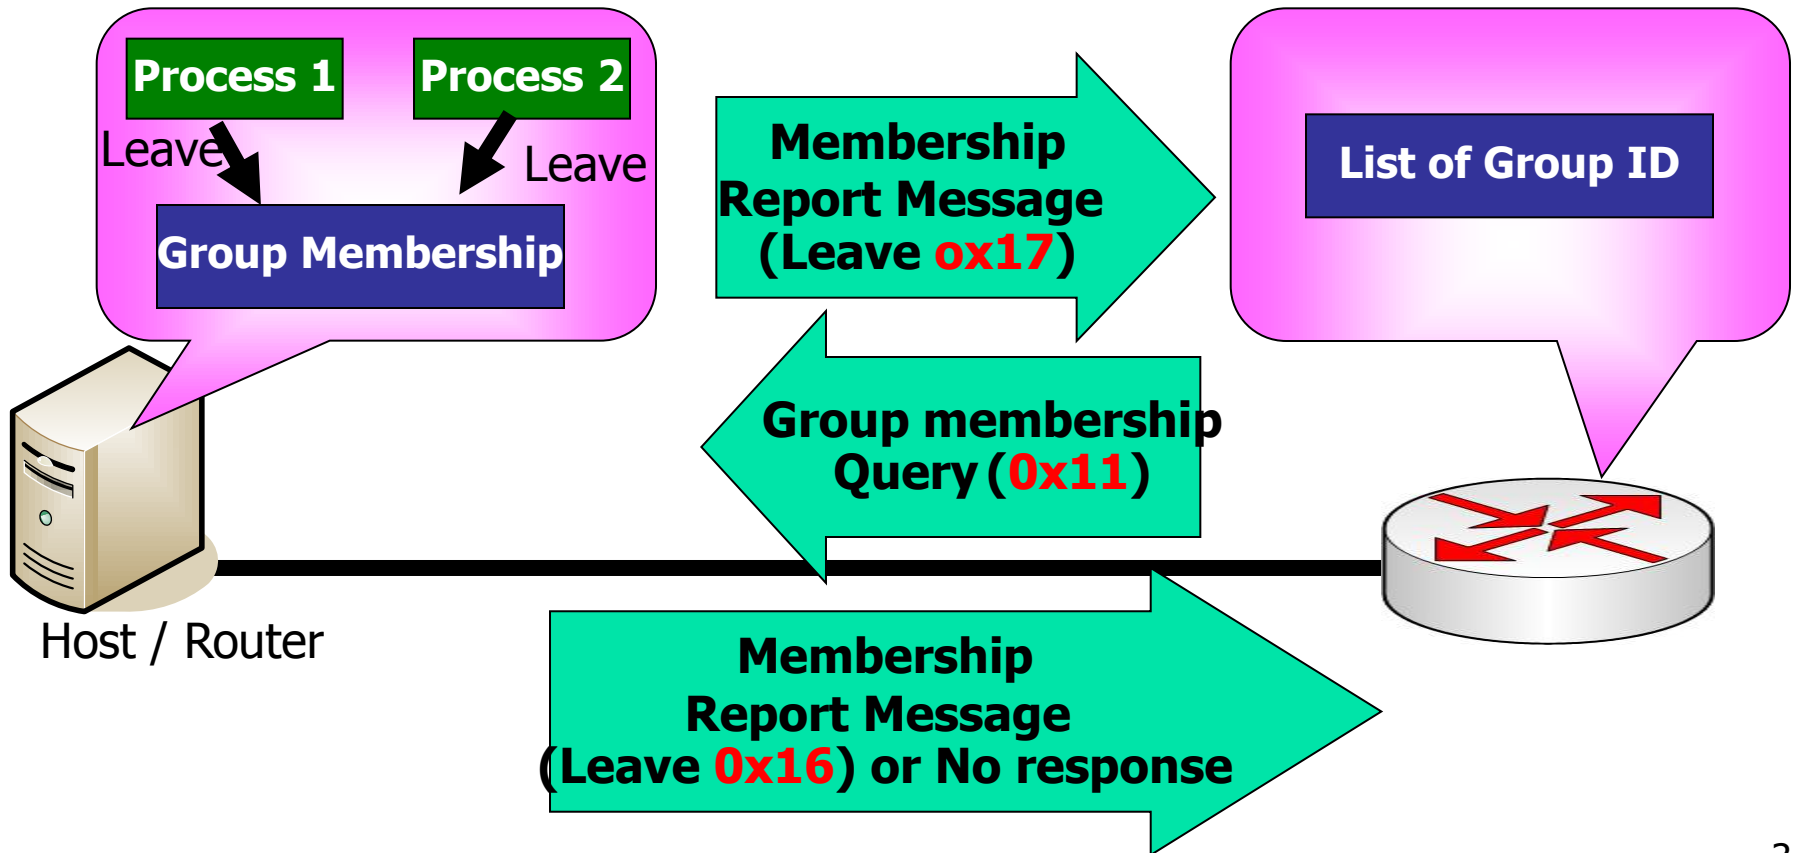 Process 1
Process 2
Leave
Leave
Group Membership
Membership
Report Message
(Leave ox17)
List of Group ID
Group membership
Query (0x11)
Host / Router
Membership
Report Message
(Leave 0x16) or No response